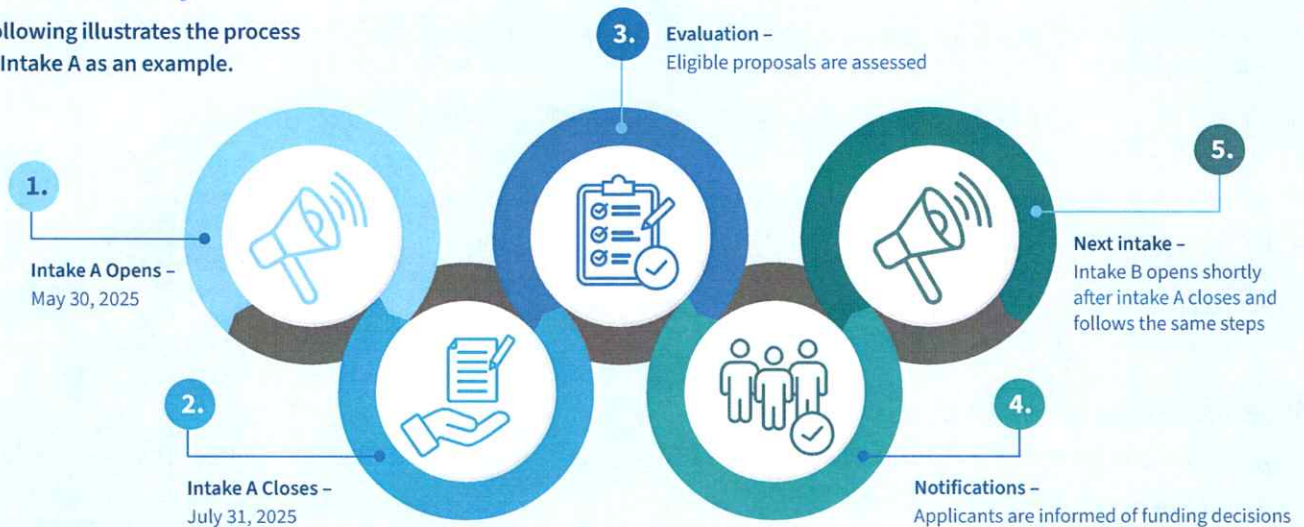 ollowing illustrates the process
Intake A as an example.
1.
Intake A Opens –
May 30, 2025
2.
Intake A Closes –
July 31, 2025
3.
Evaluation –
Eligible proposals are assessed
4.
Notifications –
Applicants are informed of funding decisions
5.
Next intake –
Intake B opens shortly
after intake A closes and
follows the same steps